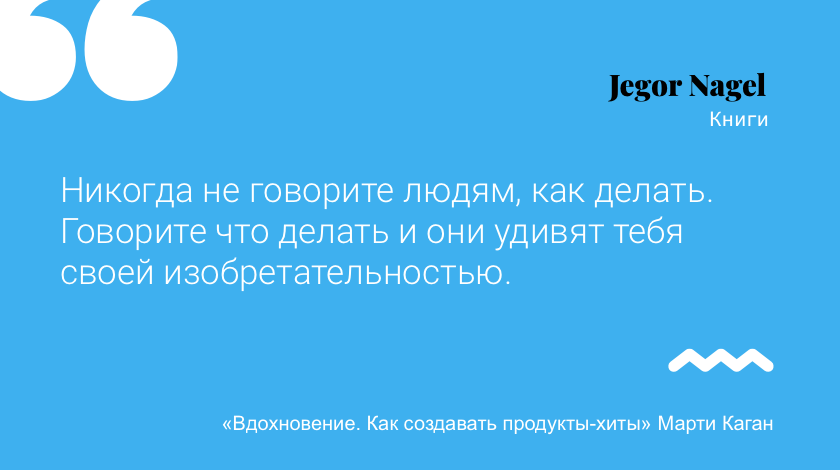 Jegor Nagel
Книги
Никогда не говорите людям, как делать.
Говорите что делать и они удивят тебя
своей изобретательностью.
«Вдохновение. Как создавать продукты-хиты» Марти Каган